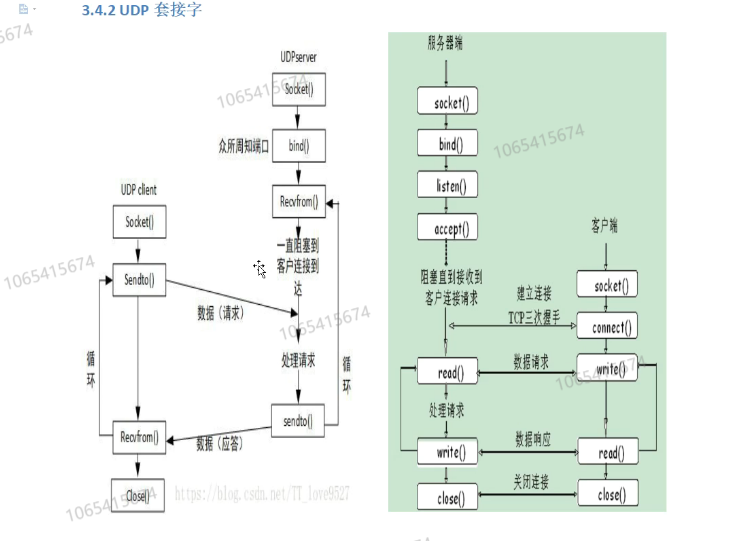 3.4.2 UDP 套接字
UDPserver
Socket()
众所周知端口
bind()
Recvfrom()
一直阻塞到
客户连接到
达
UDP client
Socket()
Sendto()
数据（请求）
处理请求
循
环
循
环
sendto()
数据（应答）
Recvfrom()
Close()
https://blog.csdn.net/TT_love9527
服务器端
socket()
bind()
listen()
accept()
阻塞直到接收到
客户连接请求
客户端
socket()
建立连接
TCP三次握手
connect()
数据请求
read()
write()
处理请求
数据响应
write()
read()
关闭连接
close()
close()
1065415674
1065415674
1065415674
1065415674
1065415674
5674